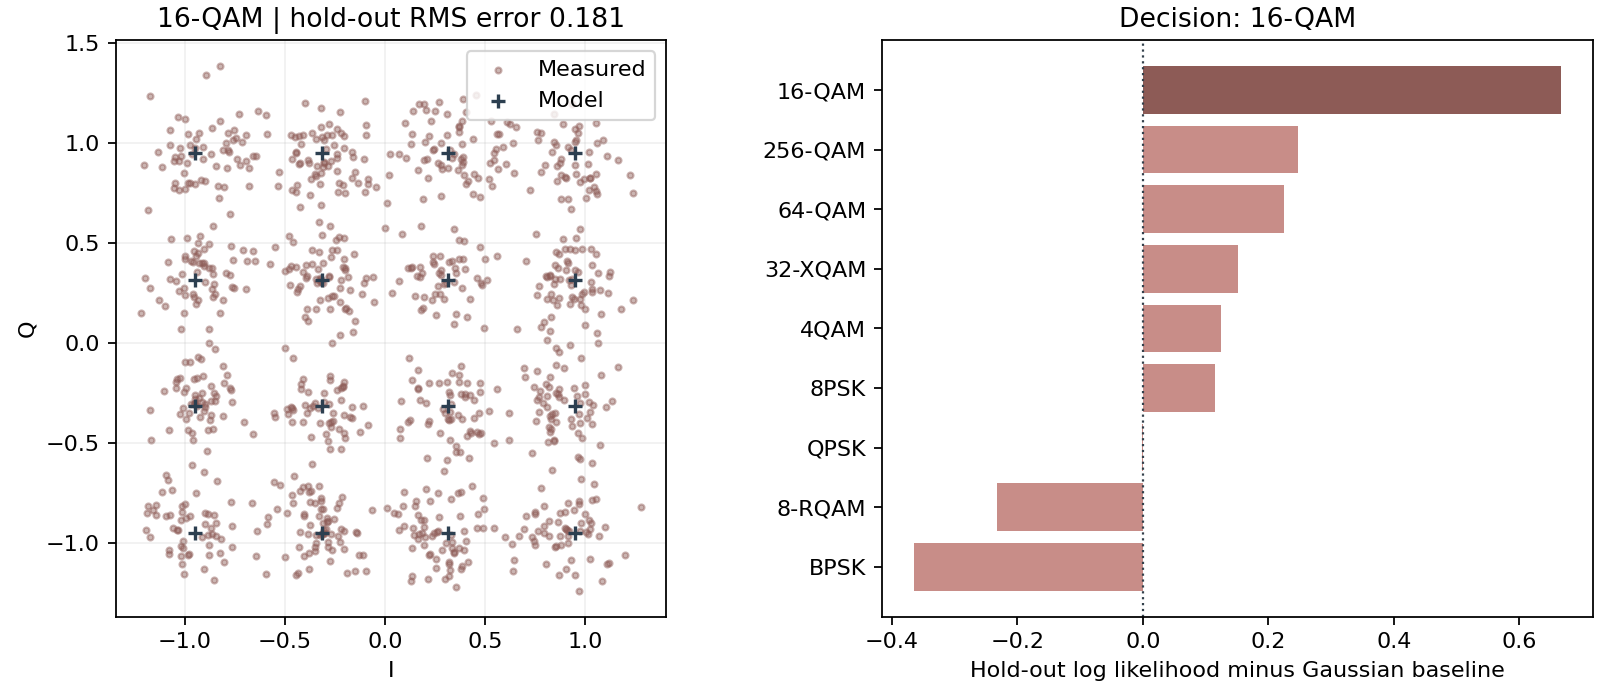 16-QAM | hold-out RMS error 0.181
Measured
Model
1.5
1.0
0.5
0.0
−0.5
−1.0
Q
−1.0
−0.5
0.0
0.5
1.0
I
Decision: 16-QAM
16-QAM
256-QAM
64-QAM
32-XQAM
4QAM
8PSK
QPSK
8-RQAM
BPSK
−0.4
−0.2
0.0
0.2
0.4
0.6
Hold-out log likelihood minus Gaussian baseline